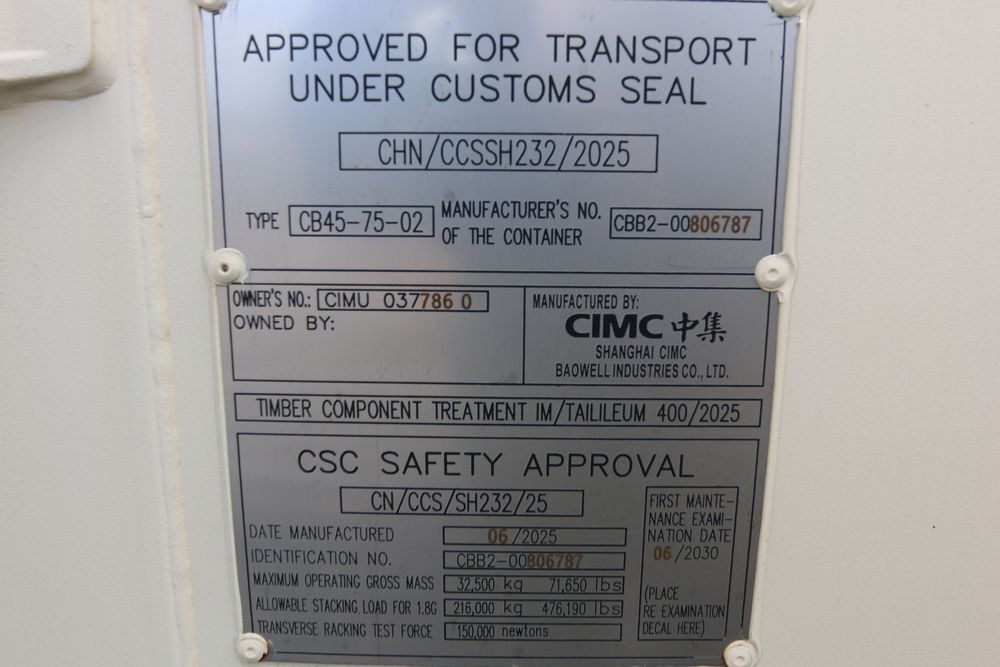 APPROVED FOR TRANSPORT
UNDER CUSTOMS SEAL
CHN/CCSSH232/2025
TYPE CB45-75-02 MANUFACTURER'S NO. OF THE CONTAINER CBB2-00806787
OWNER'S NO.: CIMU 037786 0
OWNED BY:
MANUFACTURED BY:
CIMC 中集
SHANGHAI CIMC
BAOWELL INDUSTRIES CO., LTD.
TIMBER COMPONENT TREATMENT IM/TAILILEUM 400/2025
CSC SAFETY APPROVAL
CN/CCS/SH232/25
DATE MANUFACTURED 06/2025
IDENTIFICATION NO. CBB2-00806787
MAXIMUM OPERATING GROSS MASS 32,500 kg 71,650 lbs
ALLOWABLE STACKING LOAD FOR 1.8G 216,000 kg 476,190 lbs
TRANSVERSE RACKING TEST FORCE 150,000 newtons
FIRST MAINTE-
NANCE EXAMI-
NATION DATE
06/2030
(PLACE
RE EXAMINATION
DECAL HERE)